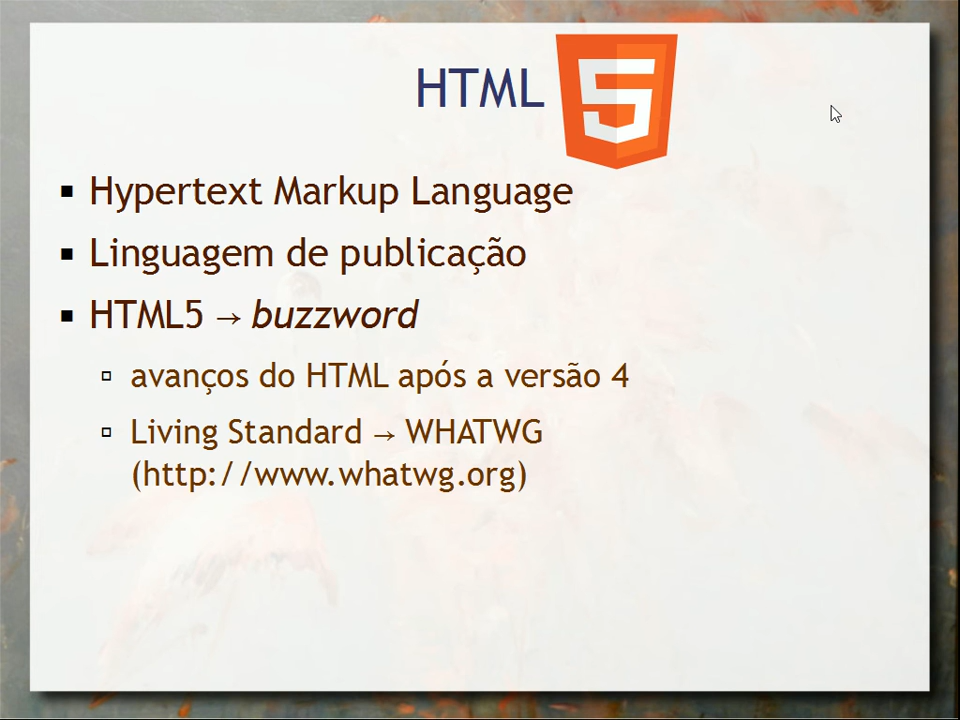 HTML 5
Hypertext Markup Language
Linguagem de publicação
HTML5 → buzzword
avanços do HTML após a versão 4
Living Standard → WHATWG
(http://www.whatwg.org)